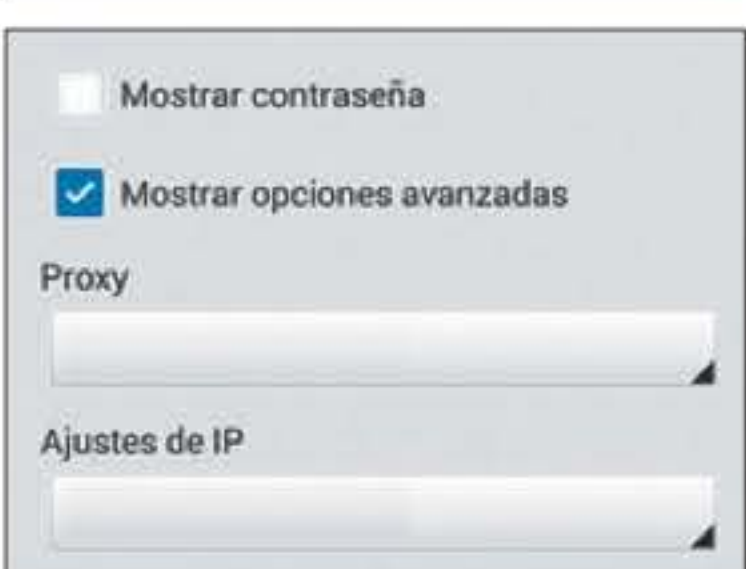 Mostrar contraseña
Mostrar opciones avanzadas
Proxy
Ajustes de IP